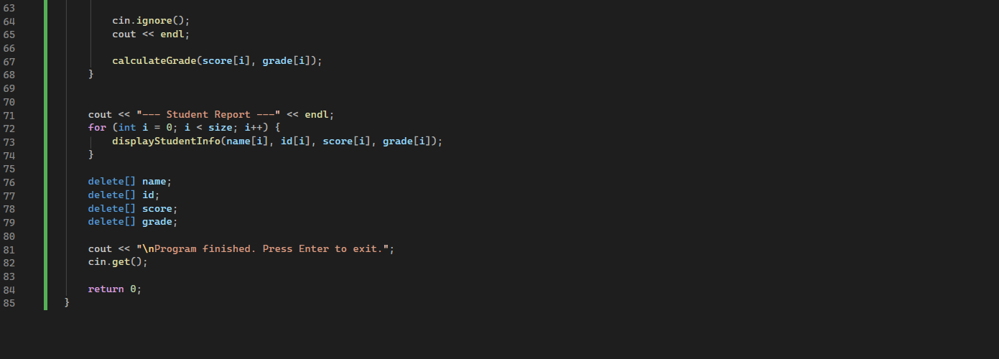 63
64 cin.ignore();
65 cout << endl;
66
67 calculateGrade(score[i], grade[i]);
68 }
69
70
71 cout << "--- Student Report ---" << endl;
72 for (int i = 0; i < size; i++) {
73 displayStudentInfo(name[i], id[i], score[i], grade[i]);
74 }
75
76 delete[] name;
77 delete[] id;
78 delete[] score;
79 delete[] grade;
80
81 cout << "\nProgram finished. Press Enter to exit.";
82 cin.get();
83
84 return 0;
85 }